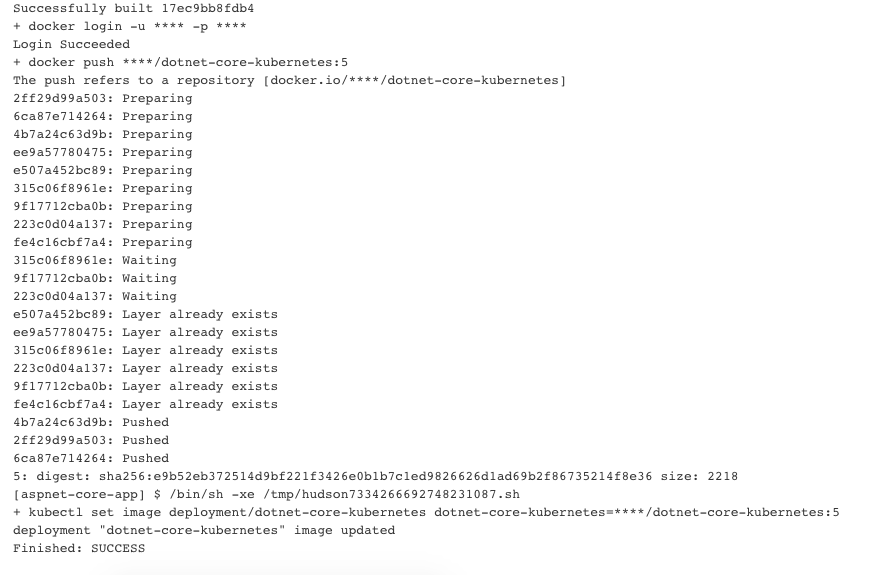 Successfully built 17ec9bb8fdb4
+ docker login -u **** -p ****
Login Succeeded
+ docker push ****/dotnet-core-kubernetes:5
The push refers to a repository [docker.io/****/dotnet-core-kubernetes]
2ff29d99a503: Preparing
6ca87e714264: Preparing
4b7a24c63d9b: Preparing
ee9a57780475: Preparing
e507a452bc89: Preparing
315c06f8961e: Preparing
9f17712cba0b: Preparing
223c0d04a137: Preparing
fe4c16cbf7a4: Preparing
315c06f8961e: Waiting
9f17712cba0b: Waiting
223c0d04a137: Waiting
e507a452bc89: Layer already exists
ee9a57780475: Layer already exists
315c06f8961e: Layer already exists
223c0d04a137: Layer already exists
9f17712cba0b: Layer already exists
fe4c16cbf7a4: Layer already exists
4b7a24c63d9b: Pushed
2ff29d99a503: Pushed
6ca87e714264: Pushed
5: digest: sha256:e9b52eb372514d9bf221f3426e0b1b7c1ed9826626d1ad69b2f86735214f8e36 size: 2218
[aspnet-core-app] $ /bin/sh -xe /tmp/hudson7334266692748231087.sh
+ kubectl set image deployment/dotnet-core-kubernetes dotnet-core-kubernetes=****/dotnet-core-kubernetes:5
deployment "dotnet-core-kubernetes" image updated
Finished: SUCCESS